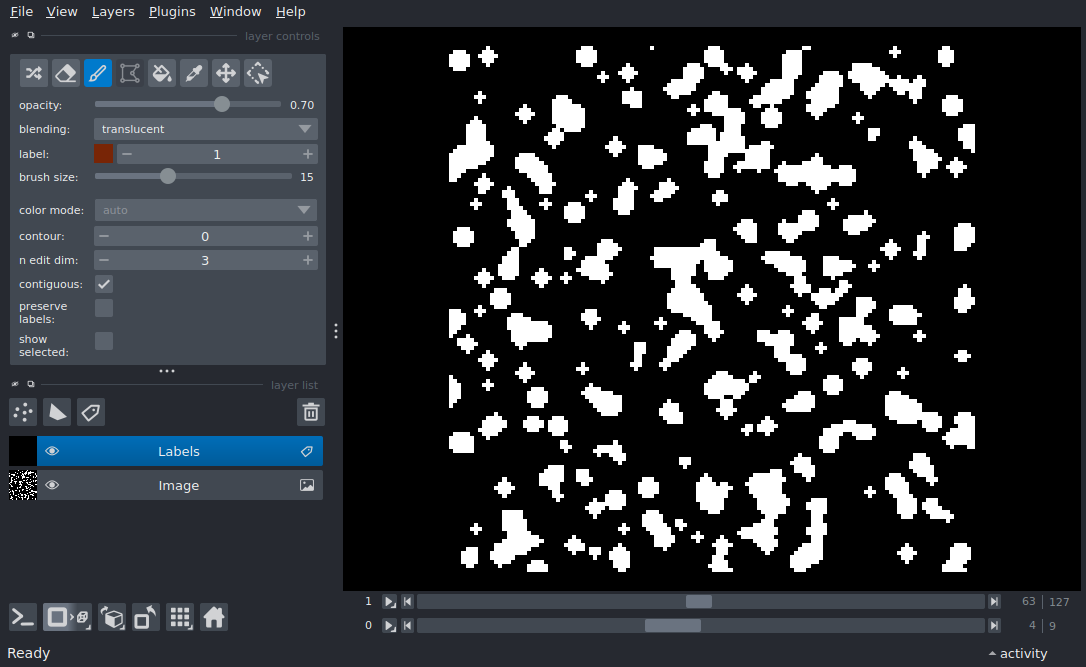 File View Layers Plugins Window Help
layer controls
opacity: 0.70
blending: translucent
label: 1
brush size: 15
color mode: auto
contour: 0
n edit dim: 3
contiguous:
preserve
labels:
show
selected:
layer list
Labels
Image
1 63 | 127
0 4 | 9
Ready activity